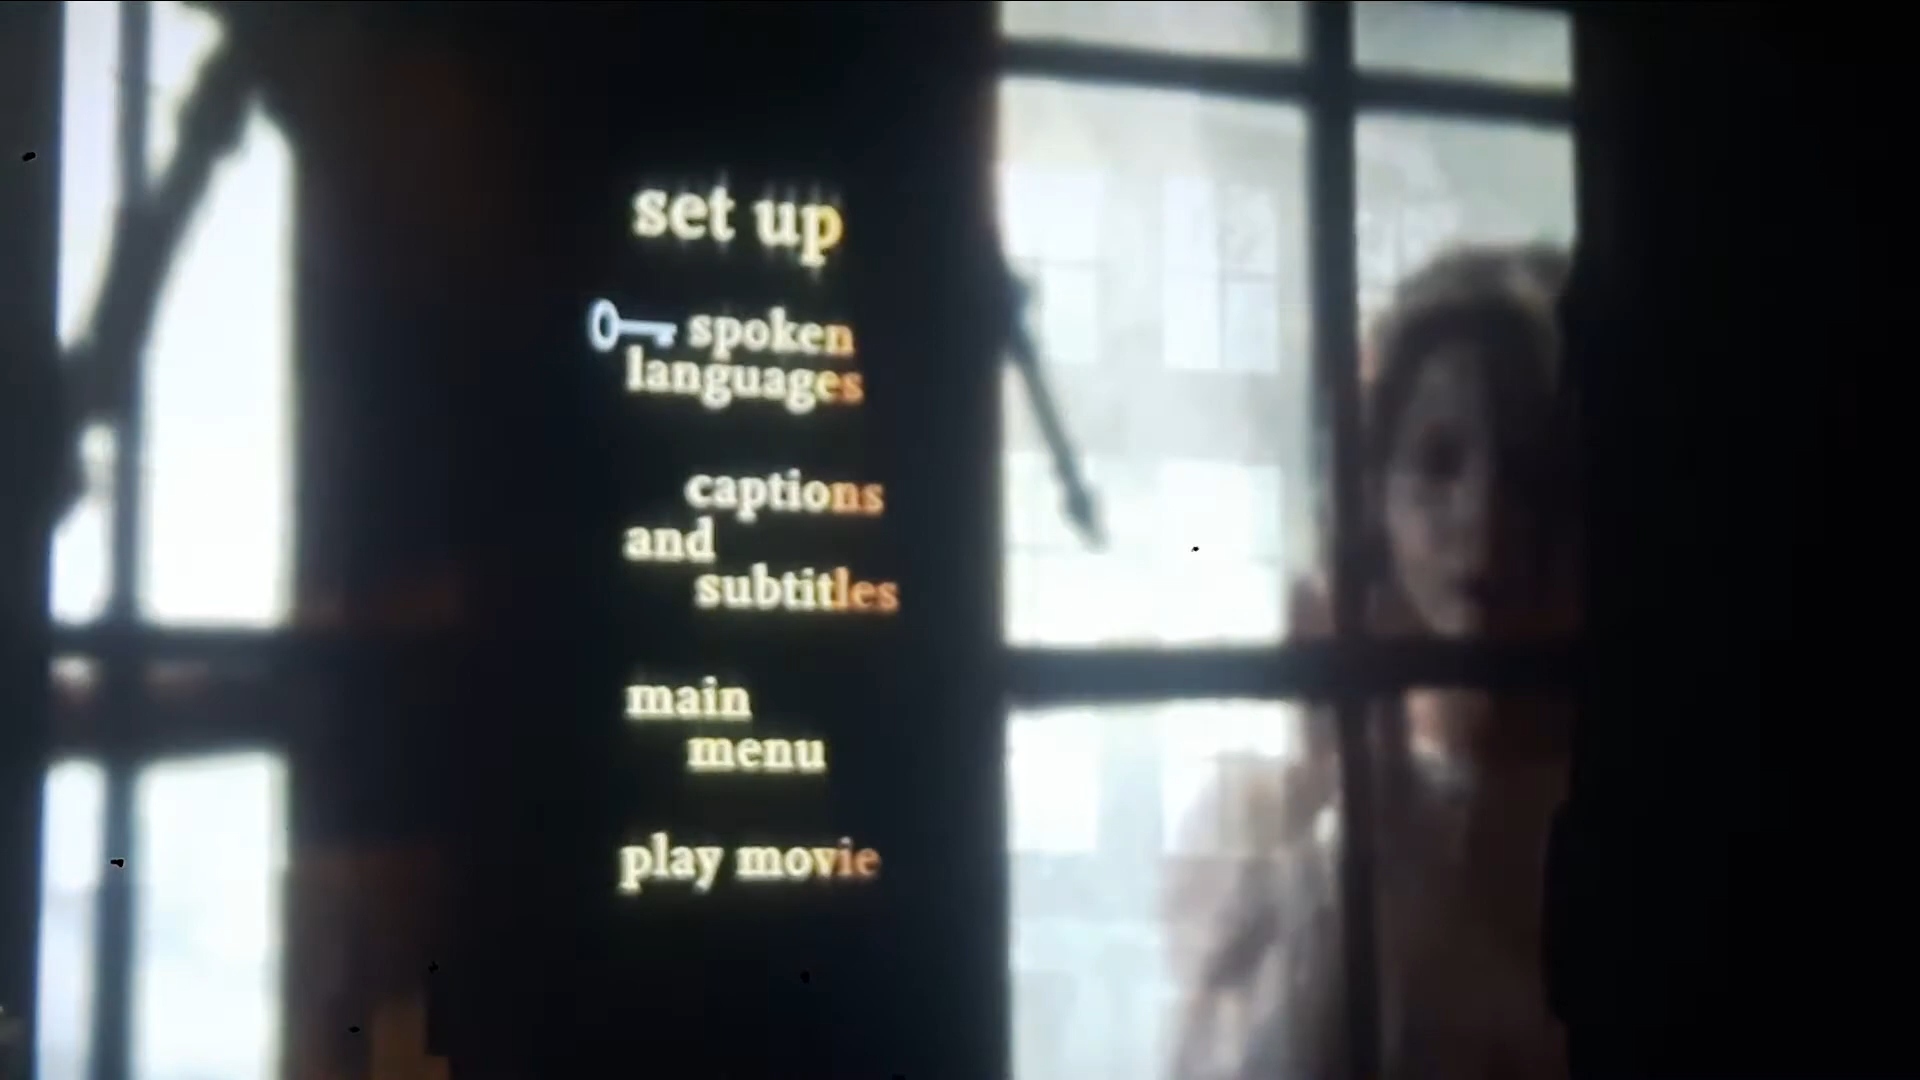 set up
spoken
languages
captions
and
subtitles
main
menu
play movie